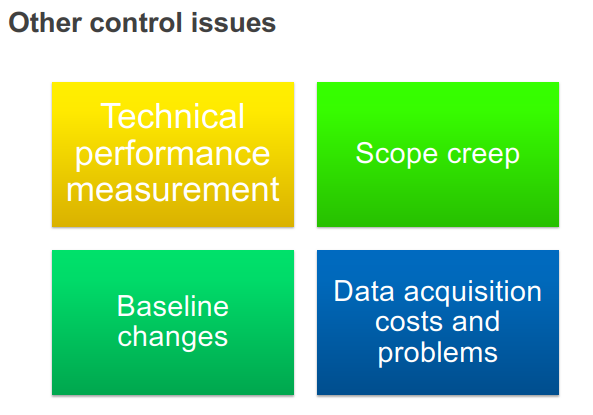 Other control issues
Technical
performance
measurement
Scope creep
Baseline
changes
Data acquisition
costs and
problems